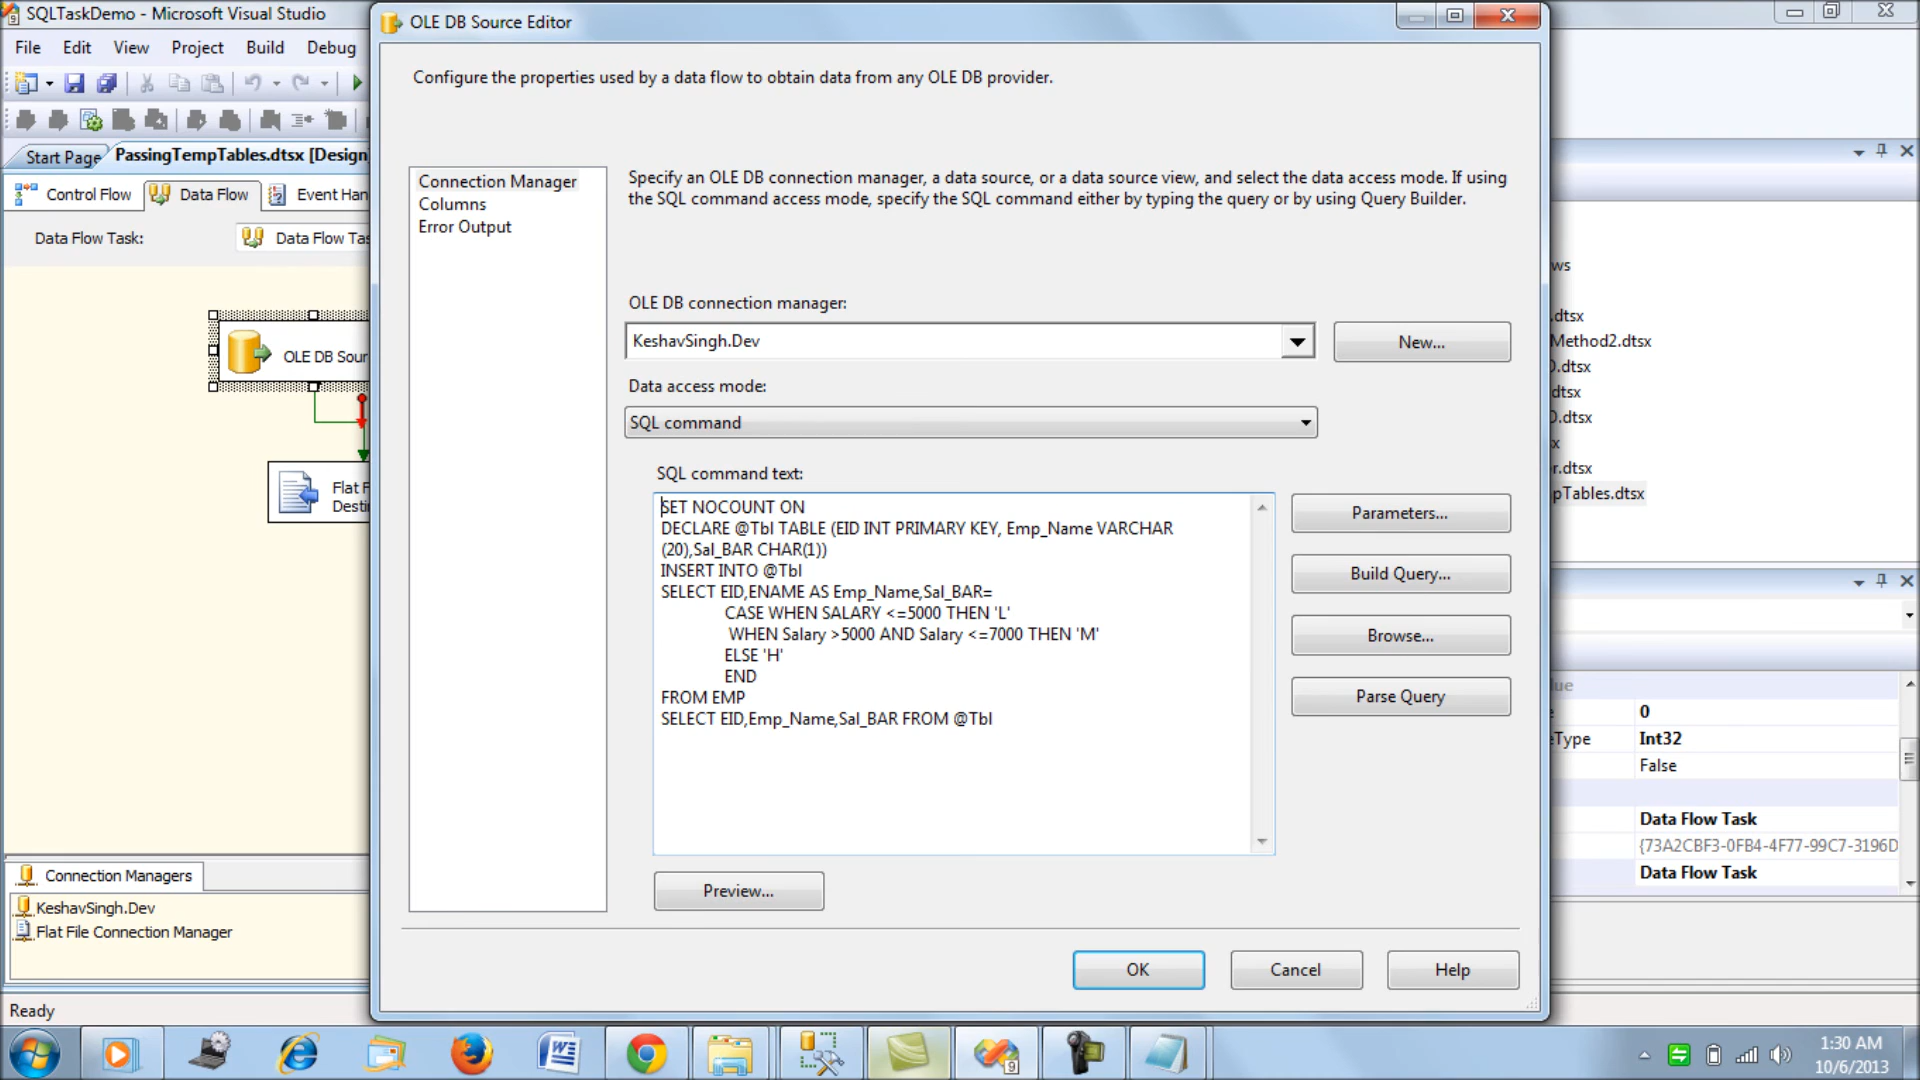 SQLTaskDemo - Microsoft Visual Studio
File Edit View Project Build Debug
Start Page PassingTempTables.dtsx [Design]
Control Flow Data Flow Event Han
Data Flow Task: Data Flow Tas
OLE DB Sour
Flat F
Destin
Connection Managers
KeshavSingh.Dev
Flat File Connection Manager
Ready
OLE DB Source Editor
Configure the properties used by a data flow to obtain data from any OLE DB provider.
Connection Manager
Columns
Error Output
Specify an OLE DB connection manager, a data source, or a data source view, and select the data access mode. If using
the SQL command access mode, specify the SQL command either by typing the query or by using Query Builder.
OLE DB connection manager:
KeshavSingh.Dev
New...
Data access mode:
SQL command
SQL command text:
SET NOCOUNT ON
DECLARE @Tbl TABLE (EID INT PRIMARY KEY, Emp_Name VARCHAR
(20),Sal_BAR CHAR(1))
INSERT INTO @Tbl
SELECT EID,ENAME AS Emp_Name,Sal_BAR=
CASE WHEN SALARY <=5000 THEN 'L'
WHEN Salary >5000 AND Salary <=7000 THEN 'M'
ELSE 'H'
END
FROM EMP
SELECT EID,Emp_Name,Sal_BAR FROM @Tbl
Parameters...
Build Query...
Browse...
Parse Query
Preview...
OK Cancel Help
ws
.dtsx
Method2.dtsx
D.dtsx
dtsx
D.dtsx
x
r.dtsx
pTables.dtsx
lue
e 0
eType Int32
False
Data Flow Task
{73A2CBF3-0FB4-4F77-99C7-3196D
Data Flow Task
1:30 AM
10/6/2013